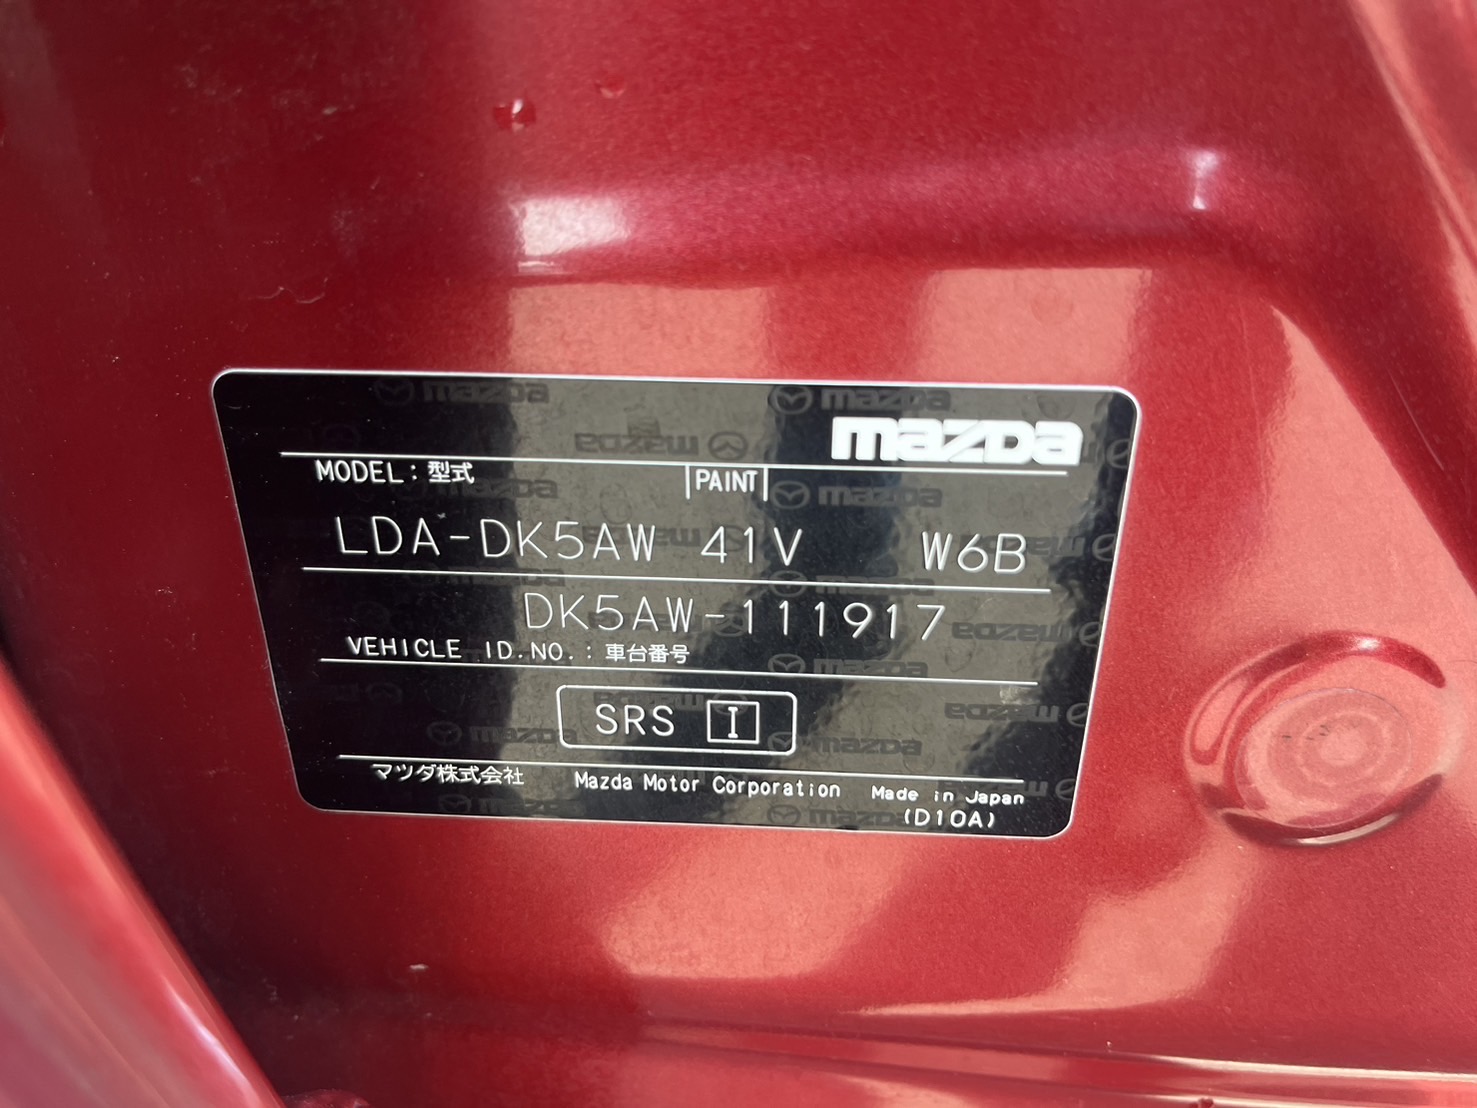 mazda
MODEL:型式 PAINT
LDA-DK5AW 41V W6B
DK5AW-111917
VEHICLE ID.NO.:車台番号
SRS I
マツダ株式会社 Mazda Motor Corporation Made in Japan
(D10A)